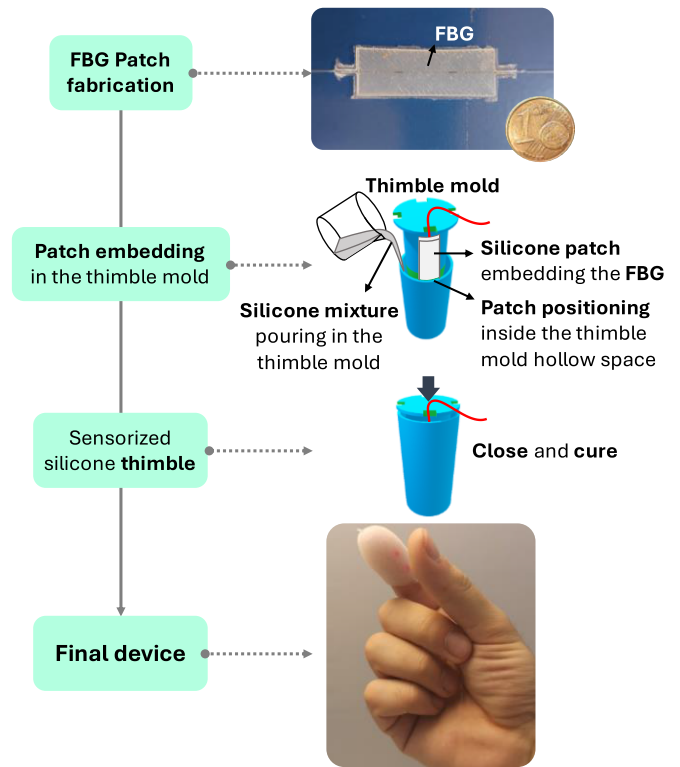 FBG Patch
fabrication
FBG
1
Thimble mold
Patch embedding
in the thimble mold
Silicone patch
embedding the FBG
Silicone mixture
pouring in the
thimble mold
Patch positioning
inside the thimble
mold hollow space
Sensorized
silicone thimble
Close and cure
Final device